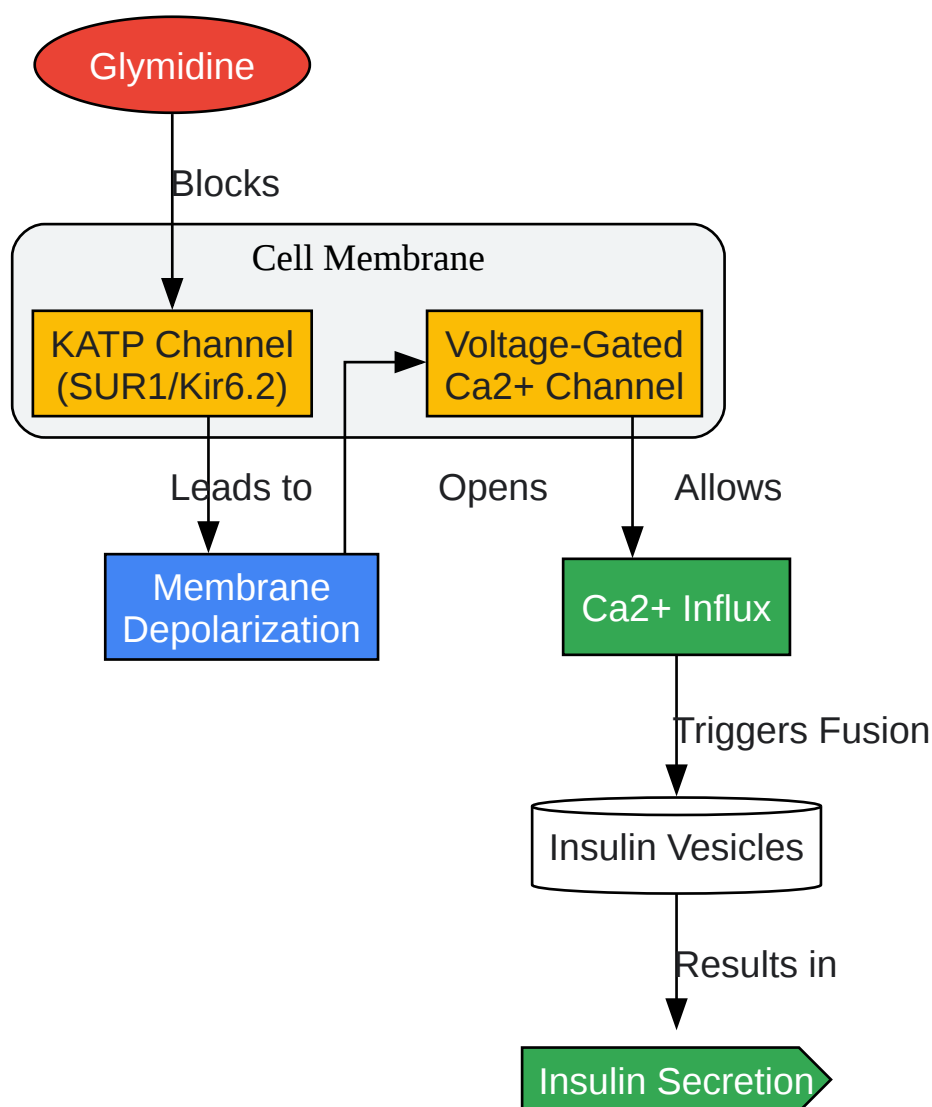 Glymidine
Blocks
Cell Membrane
KATP Channel
(SUR1/Kir6.2)
Voltage-Gated
Ca2+ Channel
Leads to
Opens
Allows
Membrane
Depolarization
Ca2+ Influx
Triggers Fusion
Insulin Vesicles
Results in
Insulin Secretion